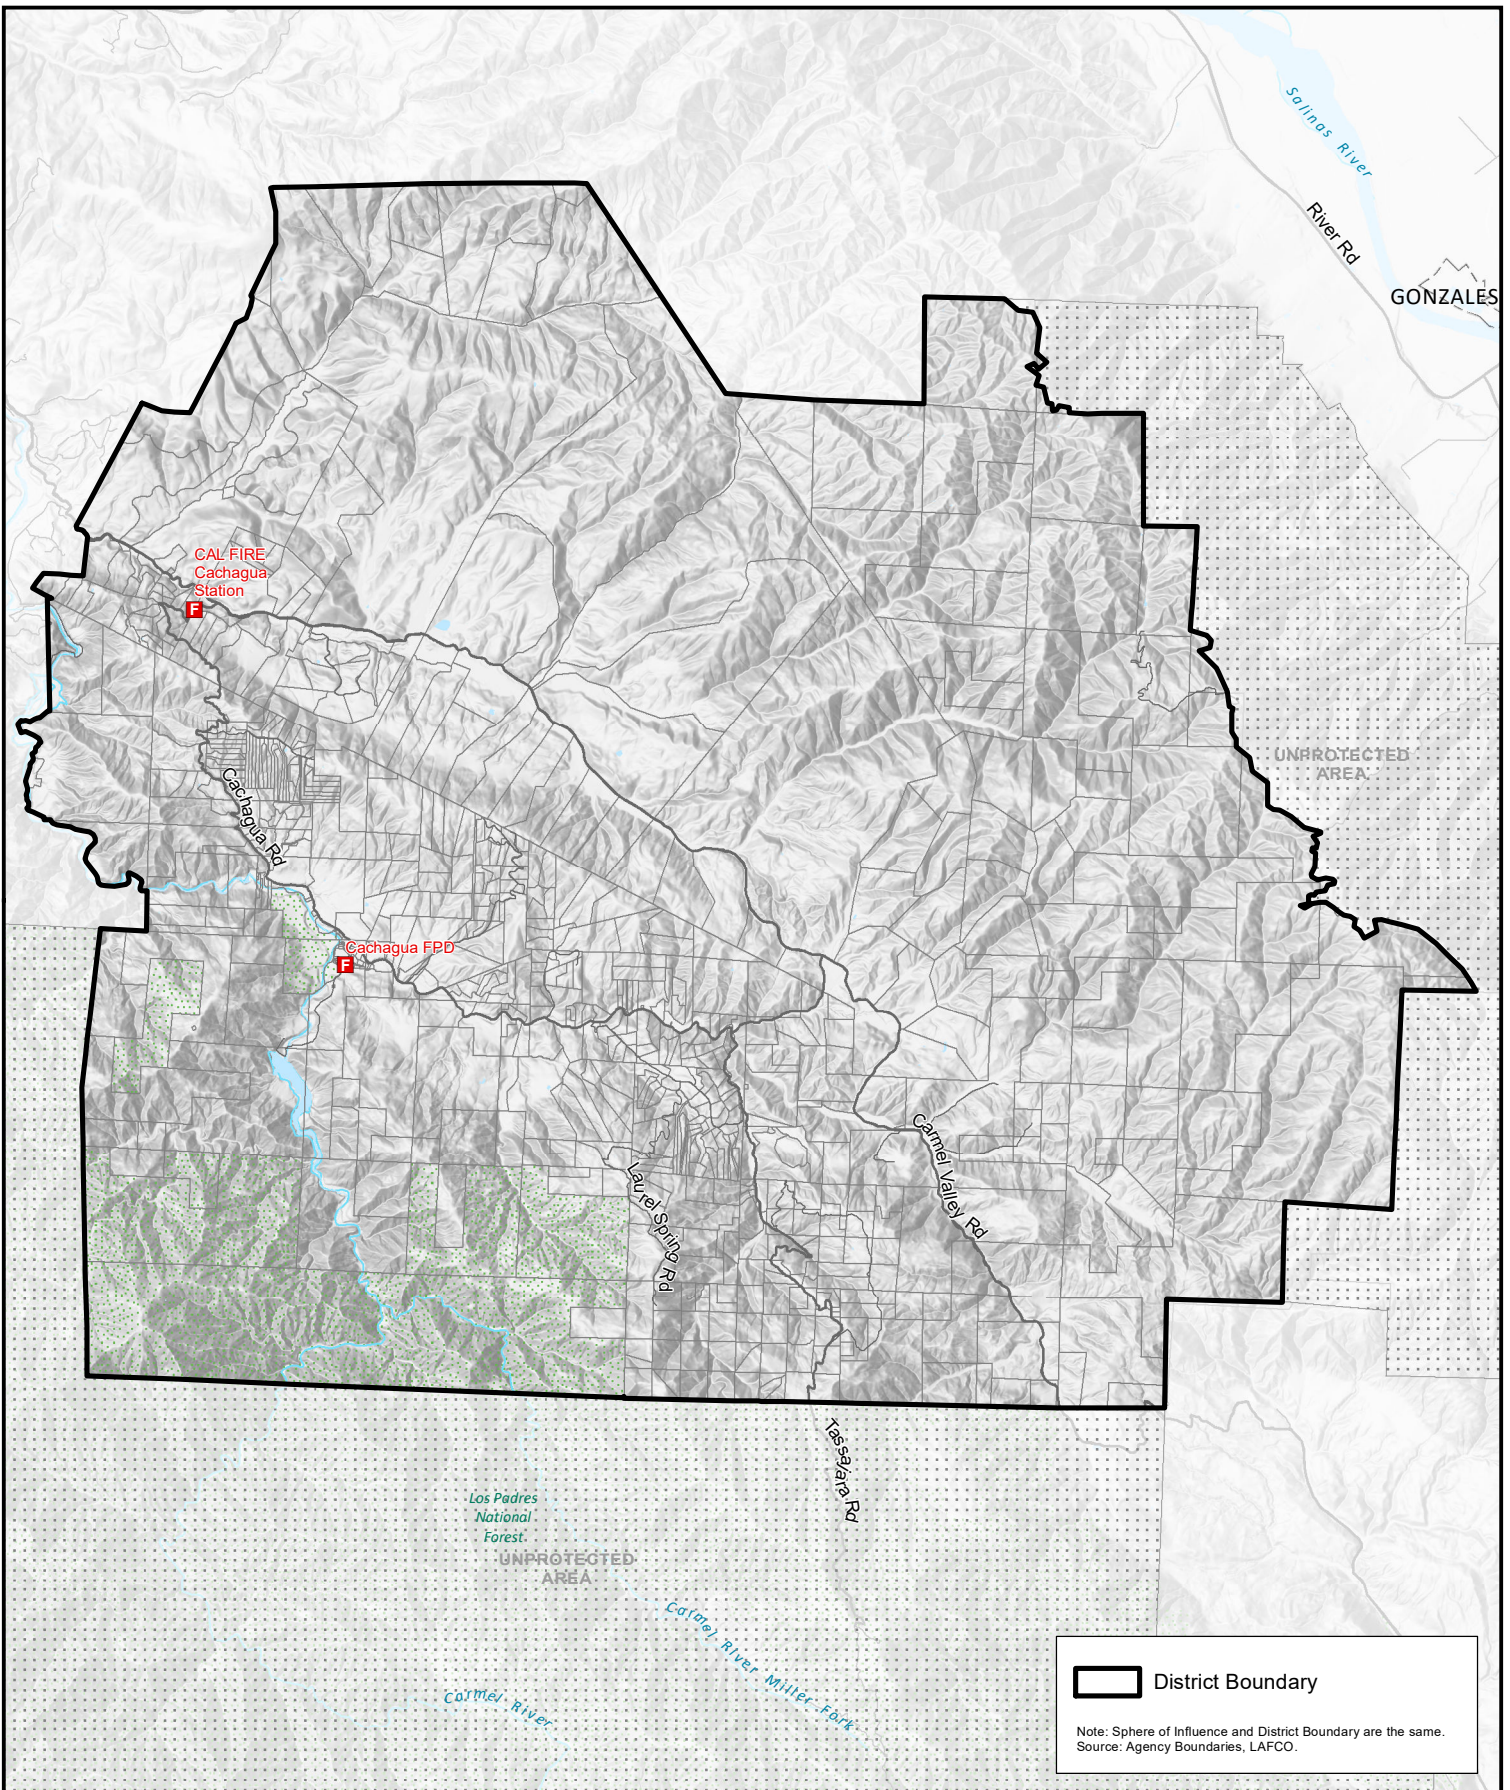 Salinas River
River Rd
GONZALES
CAL FIRE
Cachagua
Station
F
UNPROTECTED
AREA
Cachagua Rd
Cachagua FPD
F
Carmel Valley Rd
Laurel Spring Rd
Tassajara Rd
Los Padres
National
Forest
UNPROTECTED
AREA
Carmel River Miller Fork
Carmel River
District Boundary
Note: Sphere of Influence and District Boundary are the same.
Source: Agency Boundaries, LAFCO.